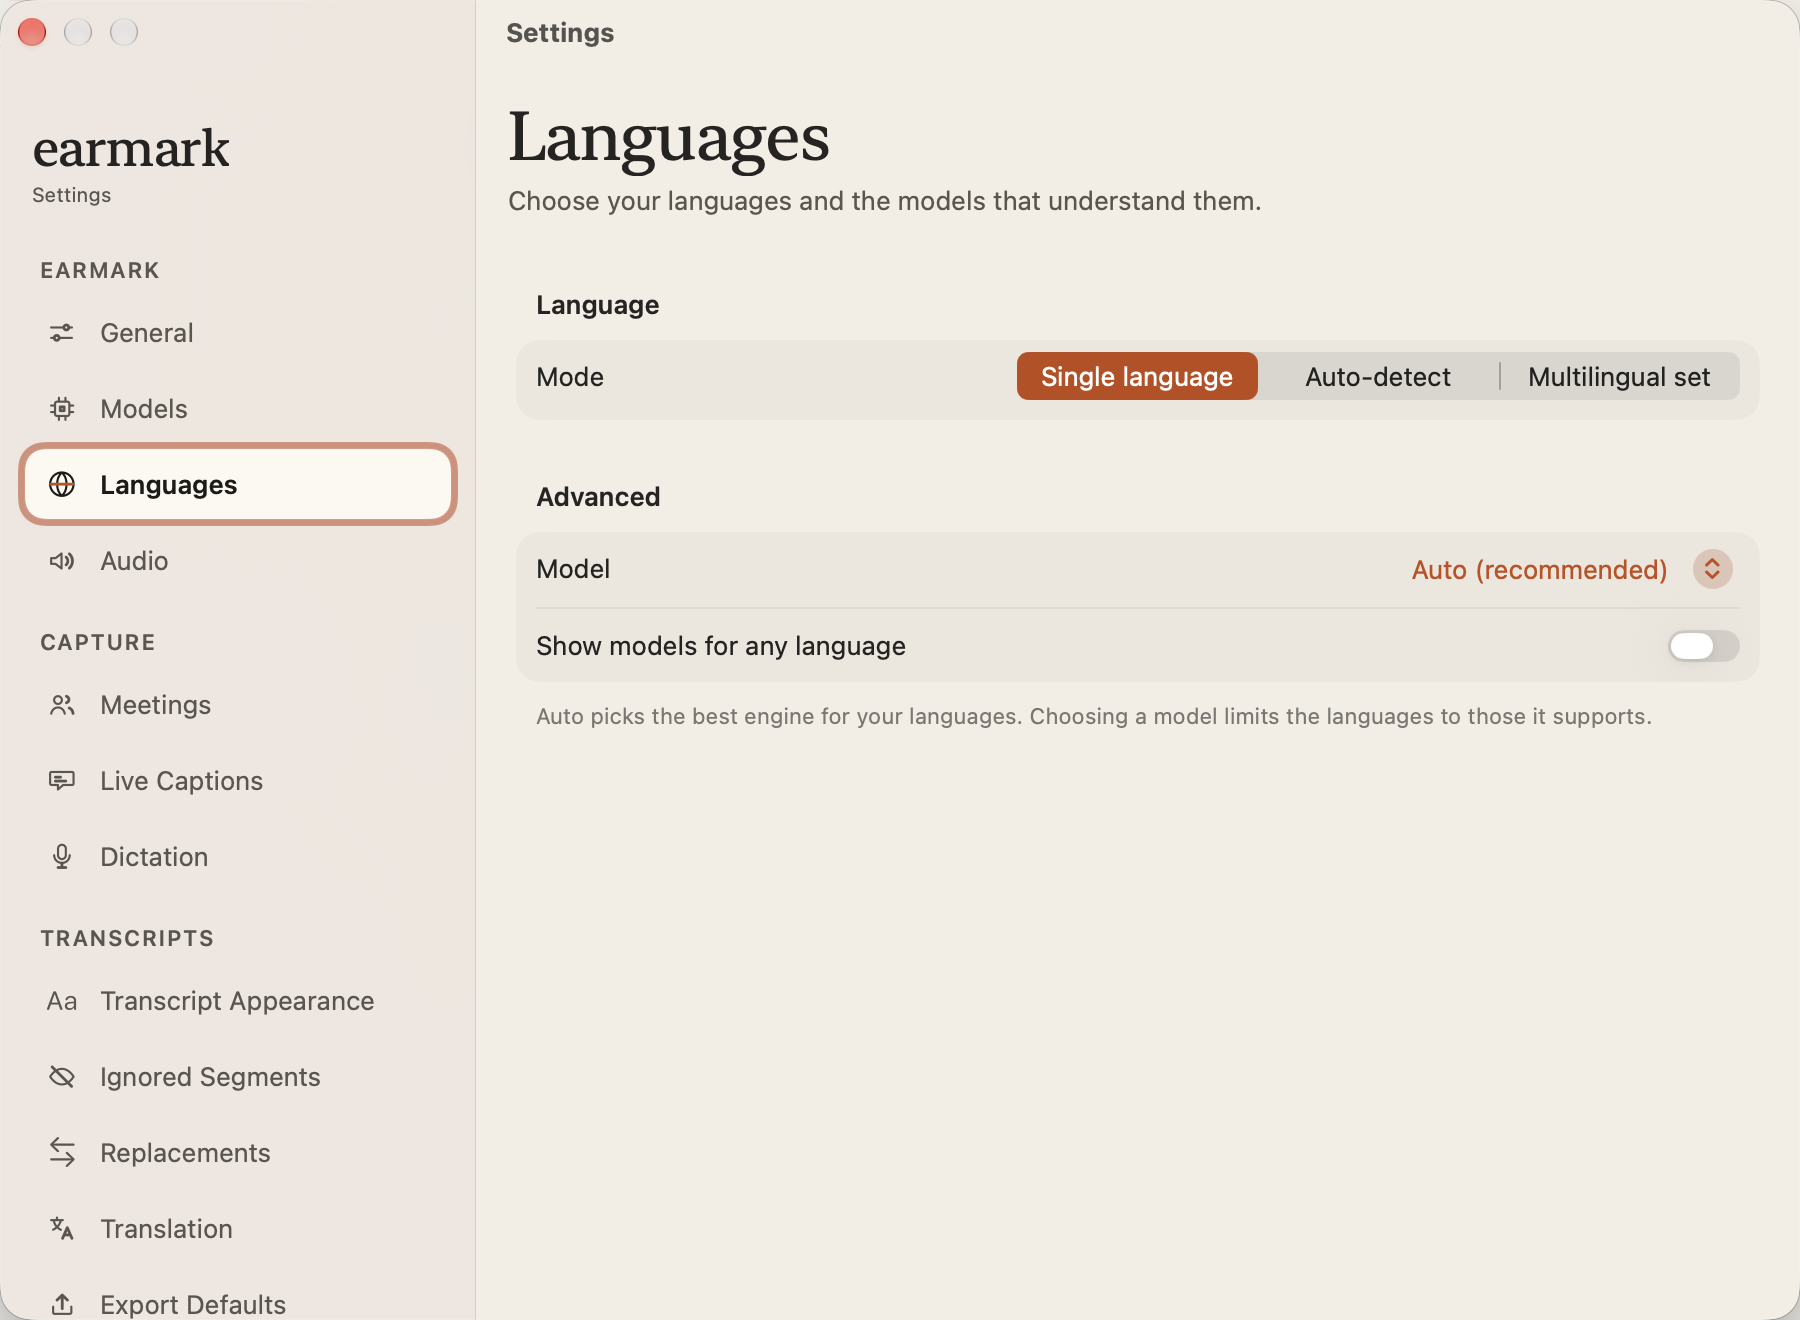 Settings
earmark
Settings
EARMARK
General
Models
Languages
Audio
CAPTURE
Meetings
Live Captions
Dictation
TRANSCRIPTS
Aa Transcript Appearance
Ignored Segments
Replacements
Translation
Export Defaults
Languages
Choose your languages and the models that understand them.
Language
Mode Single language Auto-detect Multilingual set
Advanced
Model Auto (recommended)
Show models for any language
Auto picks the best engine for your languages. Choosing a model limits the languages to those it supports.